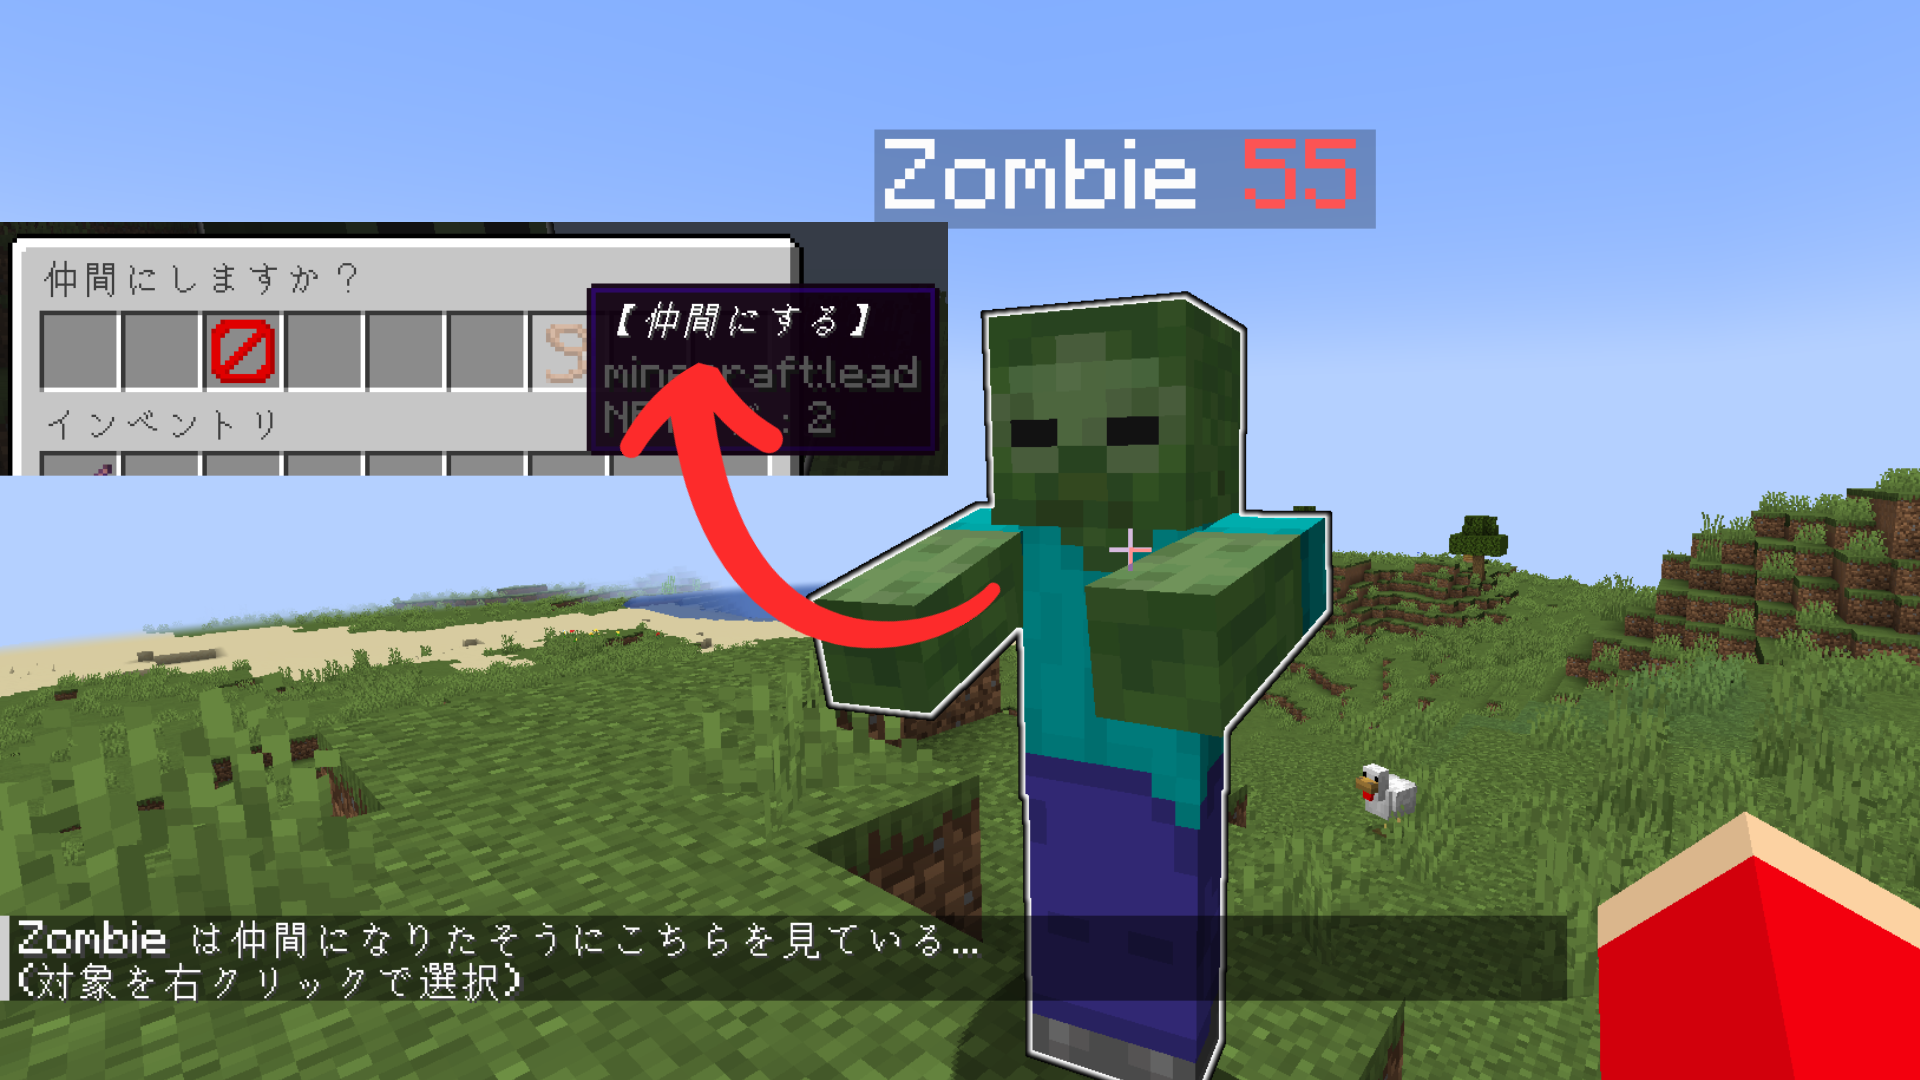 Zombie 55
仲間にしますか？
【仲間にする】
インベントリ
Zombie は仲間になりたそうにこちらを見ている...
(対象を右クリックで選択)